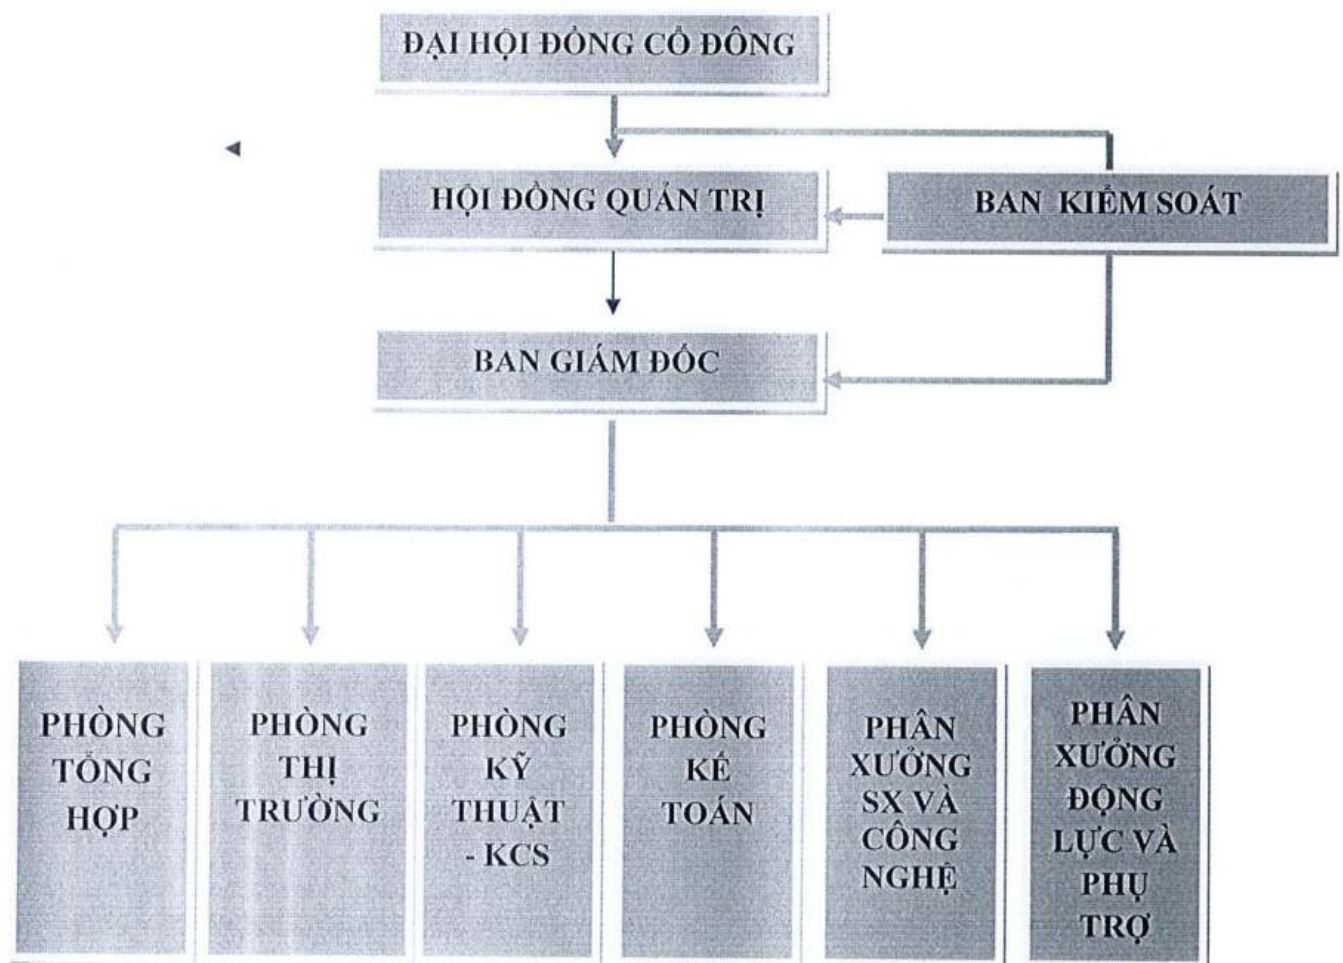 ĐẠI HỘI ĐỒNG CỔ ĐÔNG
HỘI ĐỒNG QUẢN TRỊ
BAN KIỂM SOÁT
BAN GIÁM ĐỐC
PHÒNG
TỔNG
HỢP
PHÒNG
THỊ
TRƯỜNG
PHÒNG
KỸ
THUẬT
- KCS
PHÒNG
KẾ
TOÁN
PHÂN
XƯỞNG
SX VÀ
CÔNG
NGHỆ
PHÂN
XƯỞNG
ĐỘNG
LỰC VÀ
PHỤ
TRỢ